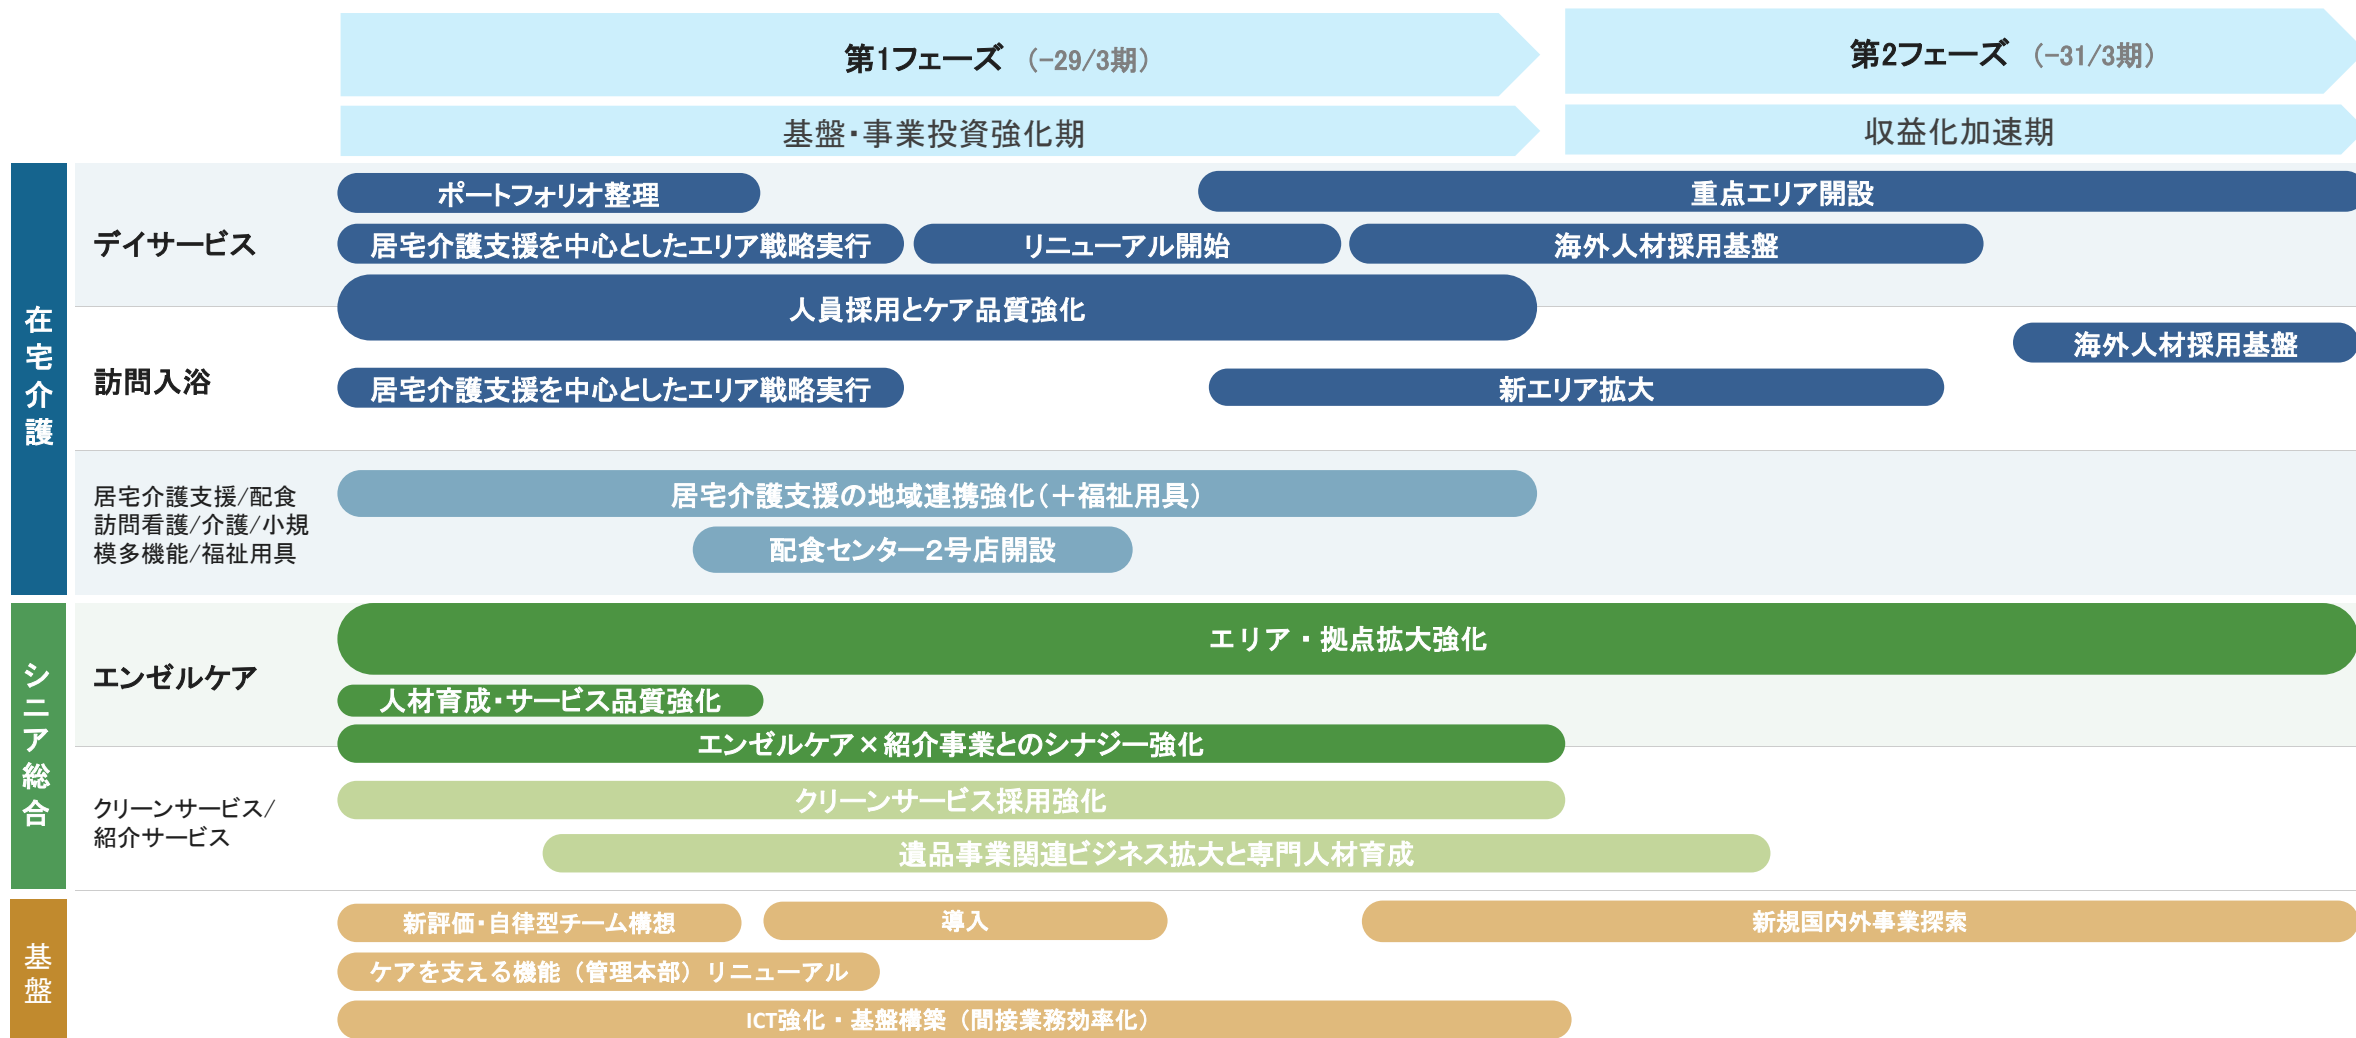 第1フェーズ (-29/3期)
第2フェーズ (-31/3期)
基盤・事業投資強化期
収益化加速期
在宅介護
デイサービス
ポートフォリオ整理
重点エリア開設
居宅介護支援を中心としたエリア戦略実行
リニューアル開始
海外人材採用基盤
人員採用とケア品質強化
訪問入浴
海外人材採用基盤
居宅介護支援を中心としたエリア戦略実行
新エリア拡大
居宅介護支援/配食
訪問看護/介護/小規
模多機能/福祉用具
居宅介護支援の地域連携強化(+福祉用具)
配食センター2号店開設
シニア総合
エンゼルケア
エリア・拠点拡大強化
人材育成・サービス品質強化
エンゼルケア×紹介事業とのシナジー強化
クリーンサービス/
紹介サービス
クリーンサービス採用強化
遺品事業関連ビジネス拡大と専門人材育成
基盤
新評価・自律型チーム構想
導入
新規国内外事業探索
ケアを支える機能(管理本部)リニューアル
ICT強化・基盤構築(間接業務効率化)